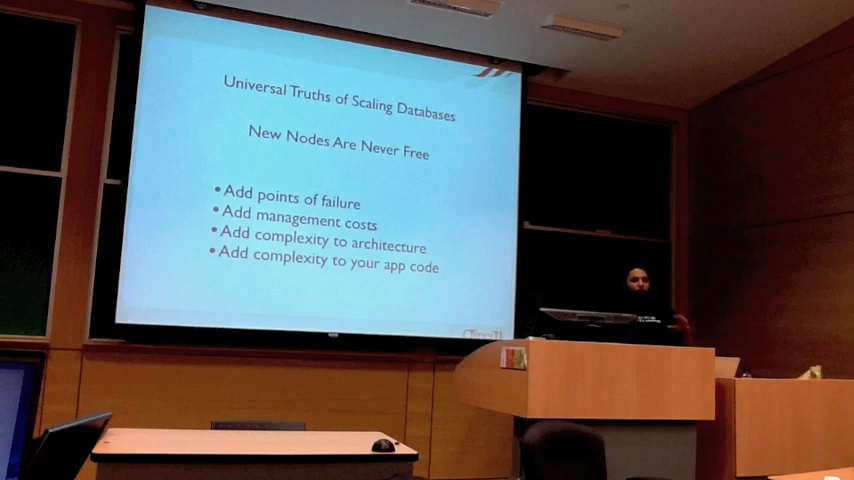 Universal Truths of Scaling Databases
New Nodes Are Never Free
• Add points of failure
• Add management costs
• Add complexity to architecture
• Add complexity to your app code